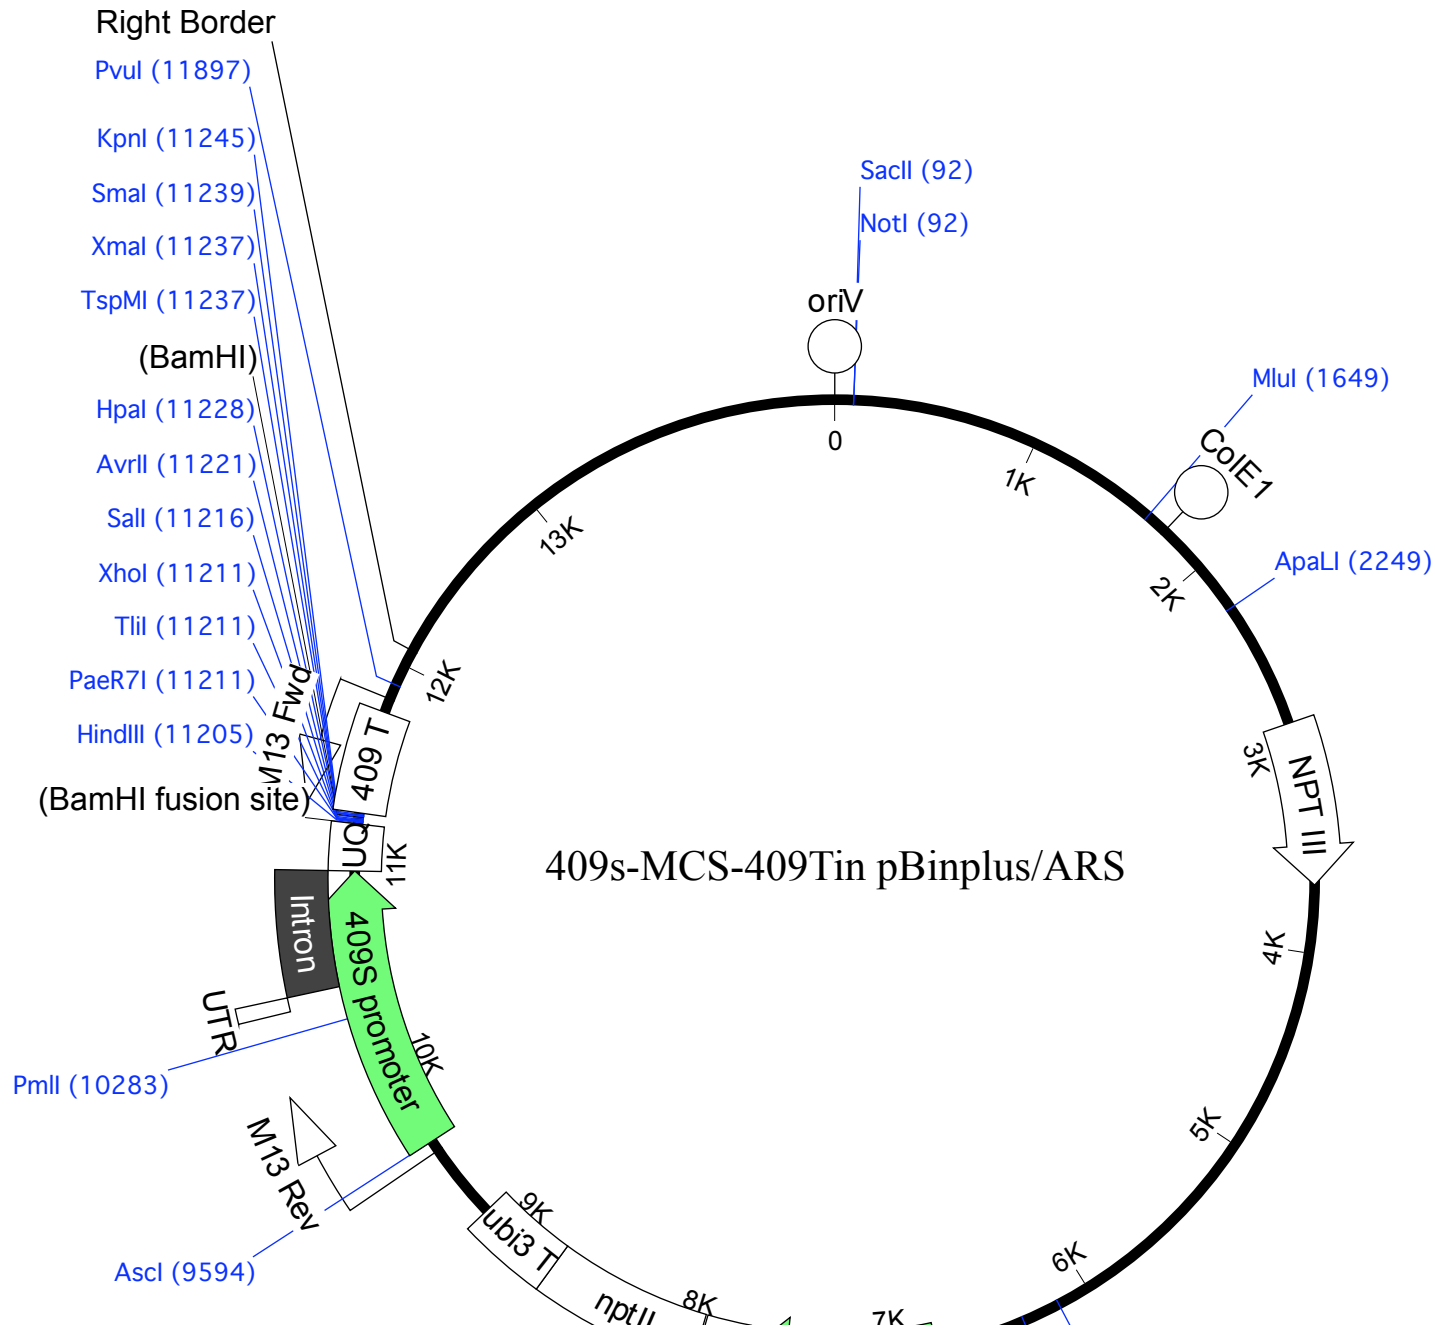 Right Border
PvuI (11897)
KpnI (11245)
SmaI (11239)
XmaI (11237)
TspMI (11237)
(BamHI)
HpaI (11228)
AvrII (11221)
SalI (11216)
XhoI (11211)
TliI (11211)
PaeR7I (11211)
HindIII (11205)
(BamHI fusion site)
SacII (92)
NotI (92)
oriV
MluI (1649)
ColE1
ApaLI (2249)
0
1K
2K
3K
NPT III
4K
5K
6K
7K
8K
nptII
ubi3 T
9K
AscI (9594)
M13 Rev
PmlI (10283)
10K
409S promoter
UTR
Intron
11K
UQ
409 T
M13 Fwd
12K
13K
409s-MCS-409Tin pBinplus/ARS